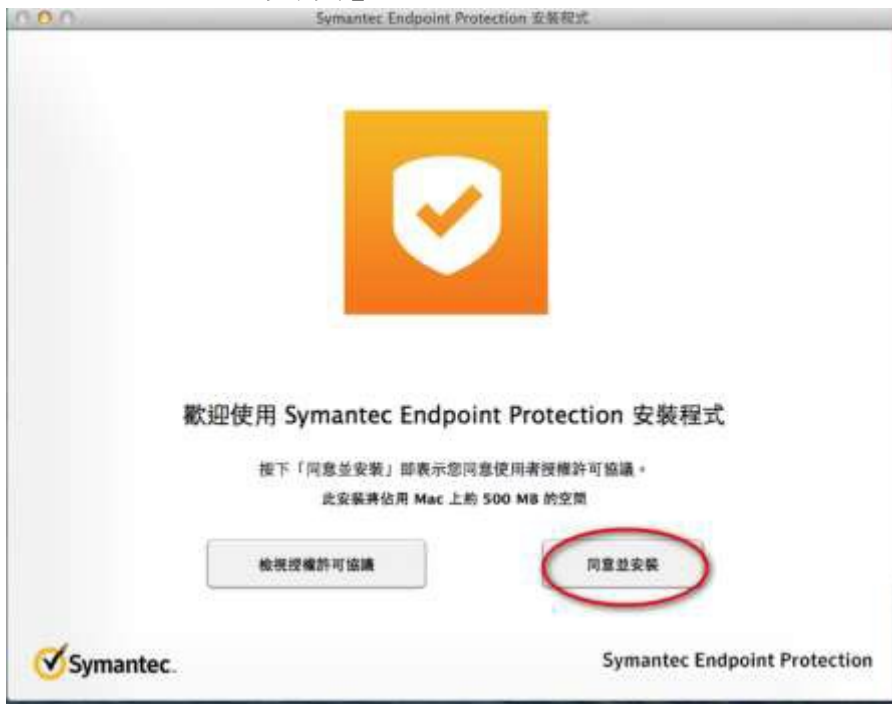 Symantec Endpoint Protection 安裝程式
歡迎使用 Symantec Endpoint Protection 安裝程式
按下「同意並安裝」即表示您同意使用者授權許可協議。
此安裝將佔用 Mac 上約 500 MB 的空間
檢視授權許可協議
同意並安裝
Symantec.
Symantec Endpoint Protection